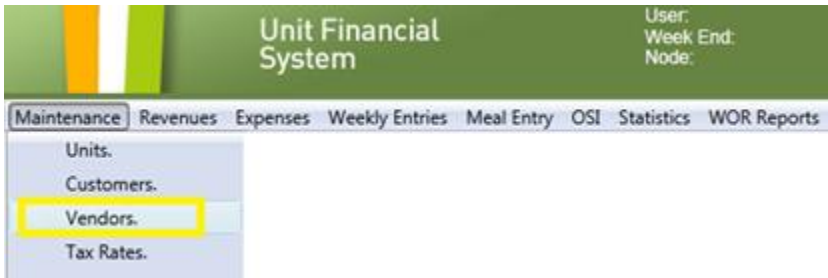 Unit Financial
System
User:
Week End:
Node:
Maintenance Revenues Expenses Weekly Entries Meal Entry OSI Statistics WOR Reports
Units.
Customers.
Vendors.
Tax Rates.